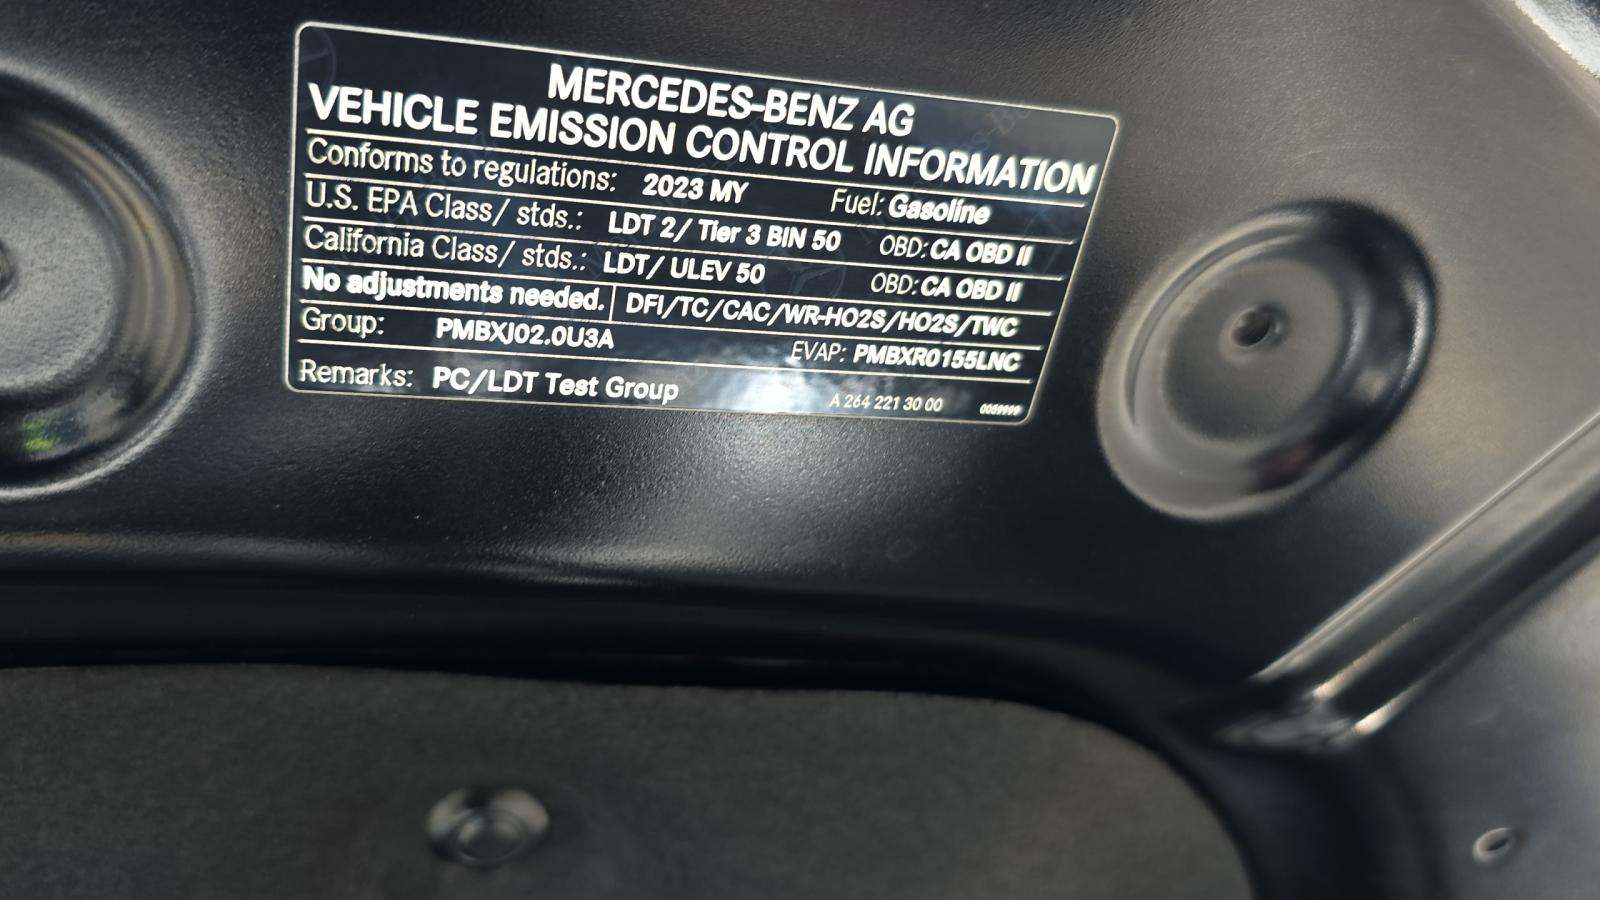 MERCEDES-BENZ AG
VEHICLE EMISSION CONTROL INFORMATION
Conforms to regulations: 2023 MY Fuel: Gasoline
U.S. EPA Class/ stds.: LDT 2/ Tier 3 BIN 50 OBD: CA OBD II
California Class/ stds.: LDT/ ULEV 50 OBD: CA OBD II
No adjustments needed. DFI/TC/CAC/WR-HO2S/HO2S/TWC
Group: PMBXJ02.0U3A EVAP: PMBXR0155LNC
Remarks: PC/LDT Test Group A 264 221 30 00